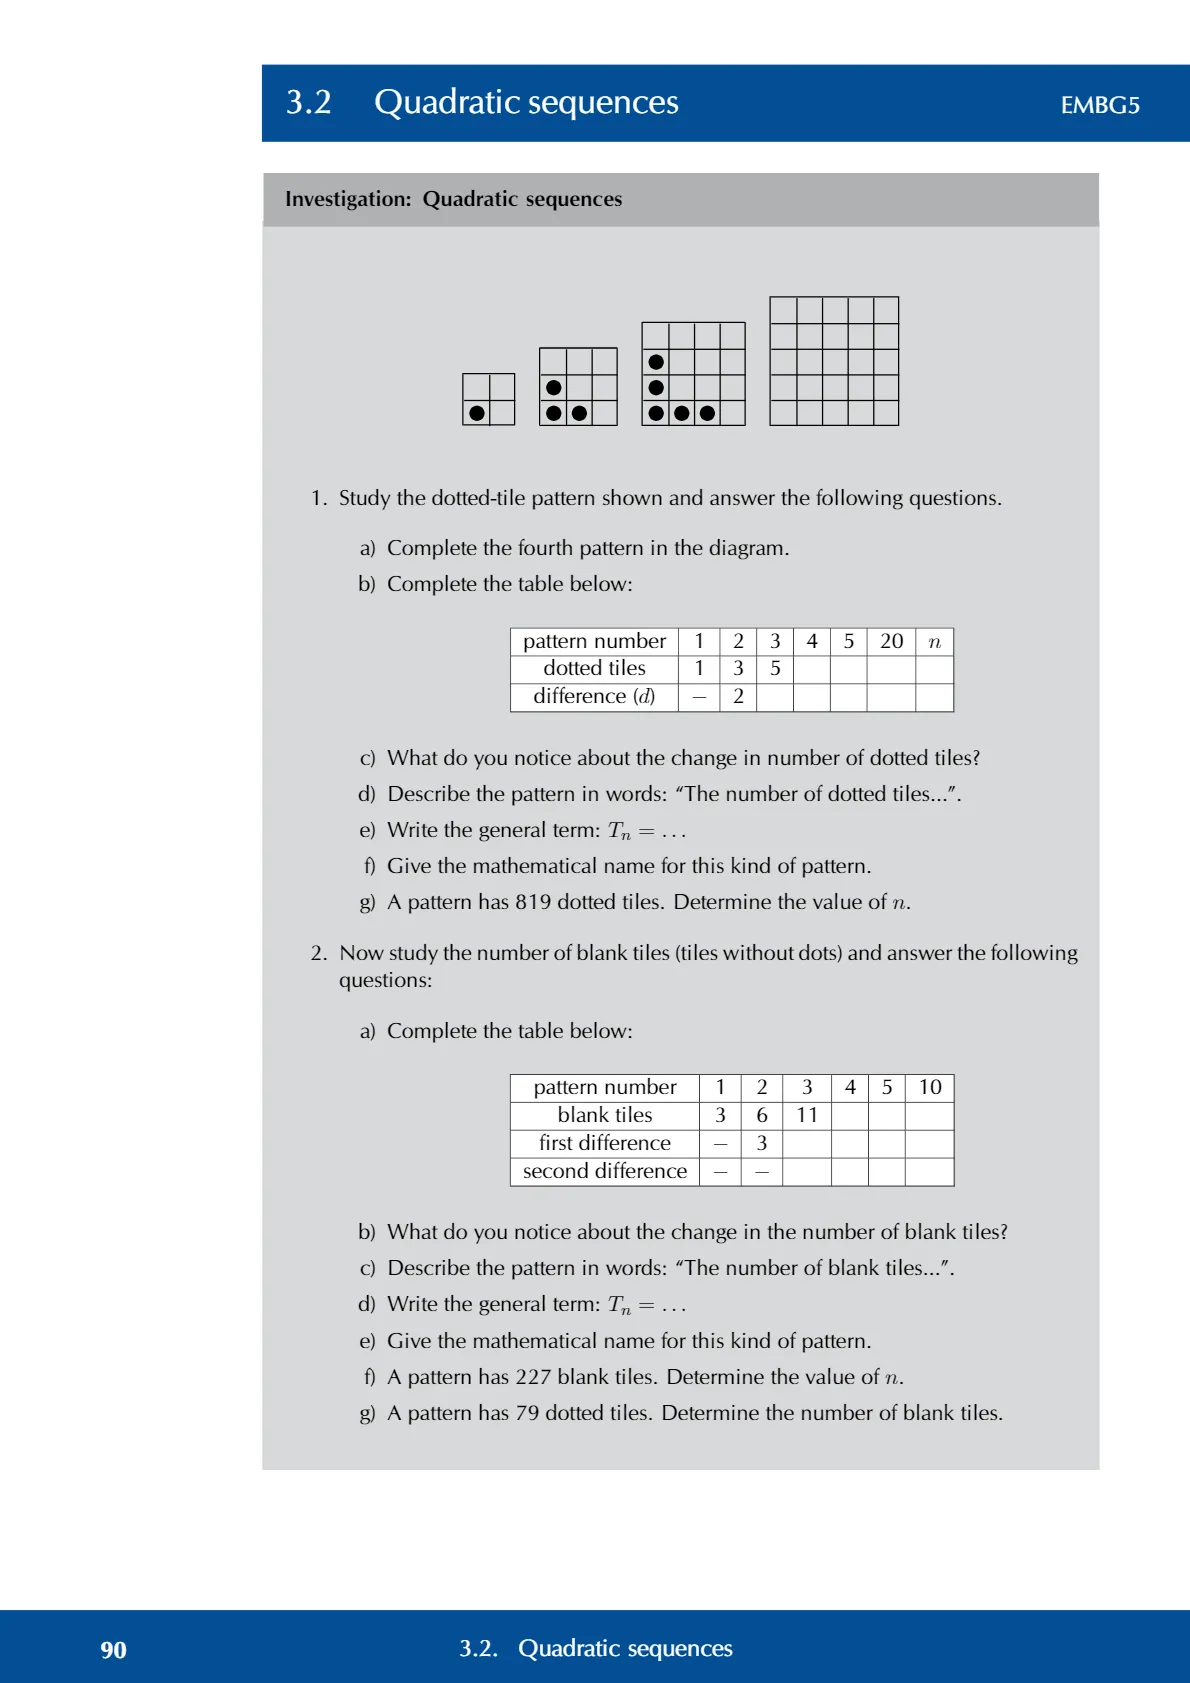 3.2 Quadratic sequences EMBG5
Investigation: Quadratic sequences
1. Study the dotted-tile pattern shown and answer the following questions.
a) Complete the fourth pattern in the diagram.
b) Complete the table below:
pattern number 1 2 3 4 5 20 n
dotted tiles 1 3 5
difference (d) − 2
c) What do you notice about the change in number of dotted tiles?
d) Describe the pattern in words: “The number of dotted tiles...”.
e) Write the general term: Tn = . . .
f) Give the mathematical name for this kind of pattern.
g) A pattern has 819 dotted tiles. Determine the value of n.
2. Now study the number of blank tiles (tiles without dots) and answer the following
questions:
a) Complete the table below:
pattern number 1 2 3 4 5 10
blank tiles 3 6 11
first difference − 3
second difference − −
b) What do you notice about the change in the number of blank tiles?
c) Describe the pattern in words: “The number of blank tiles...”.
d) Write the general term: Tn = . . .
e) Give the mathematical name for this kind of pattern.
f) A pattern has 227 blank tiles. Determine the value of n.
g) A pattern has 79 dotted tiles. Determine the number of blank tiles.
90 3.2. Quadratic sequences